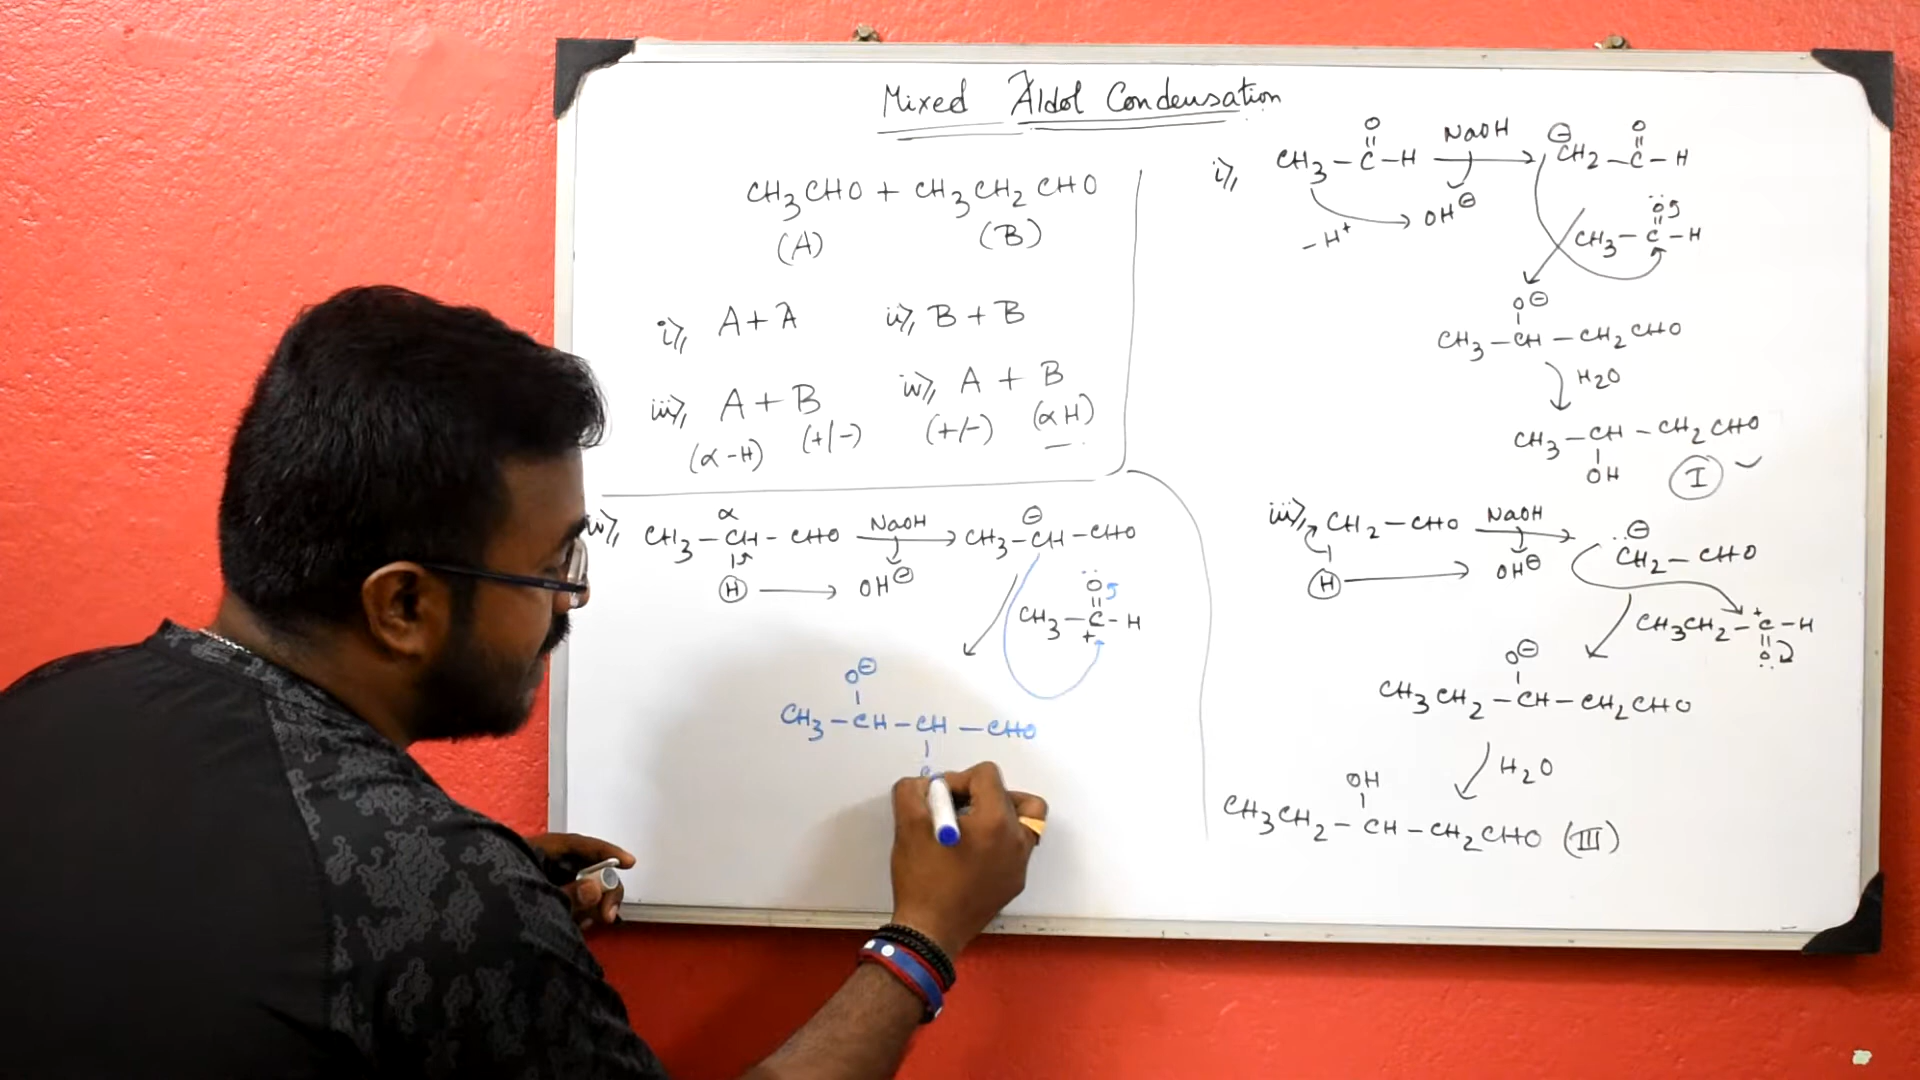 Mixed Aldol Condensation
CH3CHO + CH3CH2CHO
(A) (B)
i), A + A ii), B + B
iii), A + B iv), A + B
(α-H) (+/-) (+/-) (αH)
i), CH3 – C – H NaOH ⊖CH2 – C – H
O O
– H+ OH⊖
O
CH3 – C – H
O⊖
CH3 – CH – CH2CHO
H2O
CH3 – CH – CH2CHO
OH
I ✓
iii), CH2 – CHO NaOH ⊖
CH2 – CHO
H OH⊖
CH3CH2 – C – H
+
O
O⊖
CH3CH2 – CH – CH2CHO
H2O
OH
CH3CH2 – CH – CH2CHO (III)
α
CH3 – CH – CHO NaOH CH3 – CH – CHO
⊖
H OH⊖
O
CH3 – C – H
+
O⊖
CH3 – CH – CH – CHO